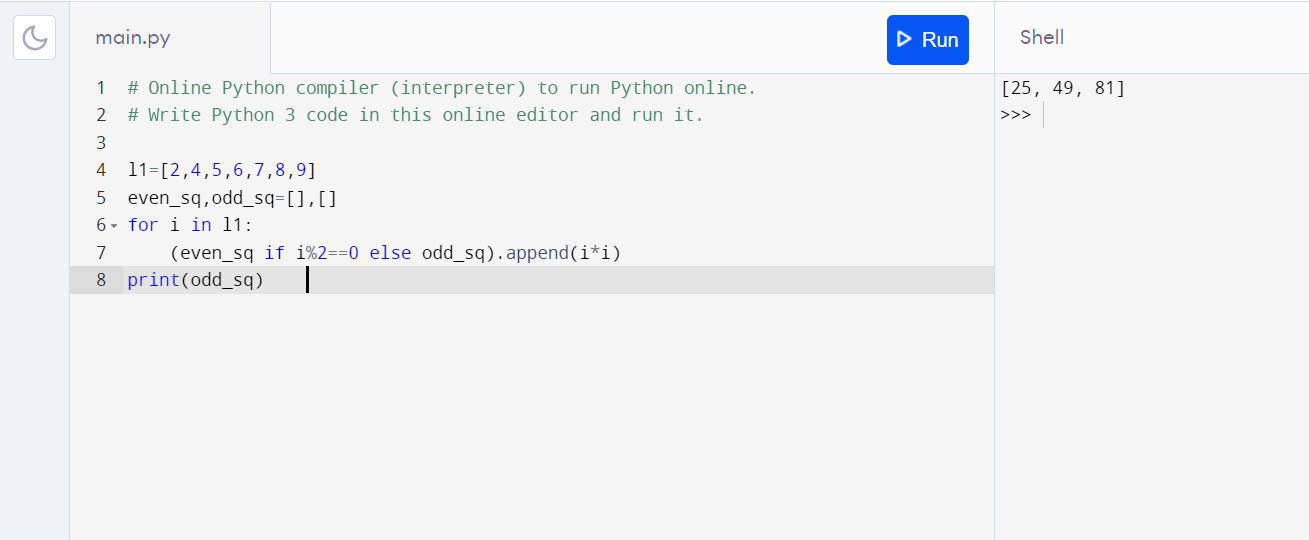 main.py
Run
Shell
1 # Online Python compiler (interpreter) to run Python online.
2 # Write Python 3 code in this online editor and run it.
3
4 l1=[2,4,5,6,7,8,9]
5 even_sq,odd_sq=[],[]
6 for i in l1:
7     (even_sq if i%2==0 else odd_sq).append(i*i)
8 print(odd_sq)
[25, 49, 81]
>>>